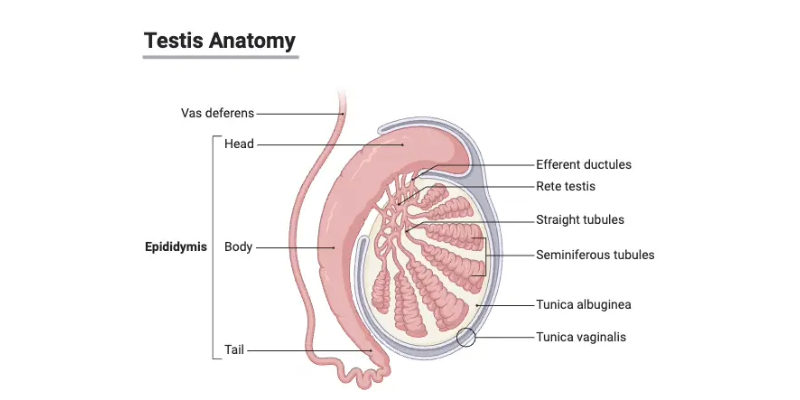 Testis Anatomy
Vas deferens
Head
Epididymis
Body
Tail
Efferent ductules
Rete testis
Straight tubules
Seminiferous tubules
Tunica albuginea
Tunica vaginalis